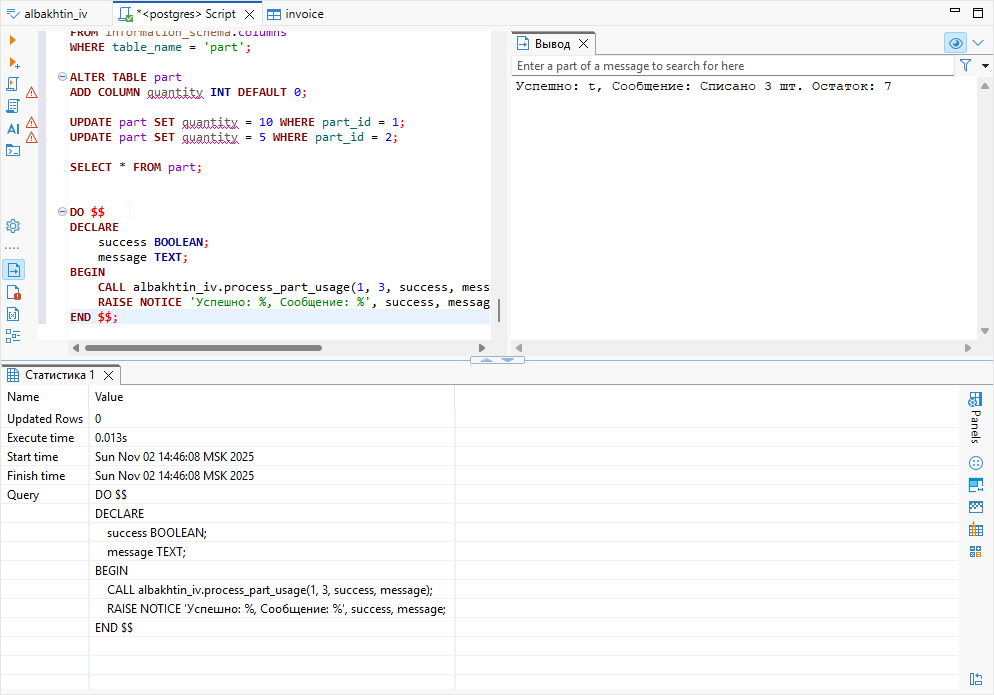 albakhtin_iv
*<postgres> Script
invoice
FROM information_schema.columns
WHERE table_name = 'part';
ALTER TABLE part
ADD COLUMN quantity INT DEFAULT 0;
UPDATE part SET quantity = 10 WHERE part_id = 1;
UPDATE part SET quantity = 5 WHERE part_id = 2;
SELECT * FROM part;
DO $$
DECLARE
success BOOLEAN;
message TEXT;
BEGIN
CALL albakhtin_iv.process_part_usage(1, 3, success, mess
RAISE NOTICE 'Успешно: %, Сообщение: %', success, messag
END $$;
AI
Вывод
Enter a part of a message to search for here
Успешно: t, Сообщение: Списано 3 шт. Остаток: 7
Статистика 1
Name Value
Updated Rows 0
Execute time 0.013s
Start time Sun Nov 02 14:46:08 MSK 2025
Finish time Sun Nov 02 14:46:08 MSK 2025
Query DO $$
DECLARE
success BOOLEAN;
message TEXT;
BEGIN
CALL albakhtin_iv.process_part_usage(1, 3, success, message);
RAISE NOTICE 'Успешно: %, Сообщение: %', success, message;
END $$
Panels